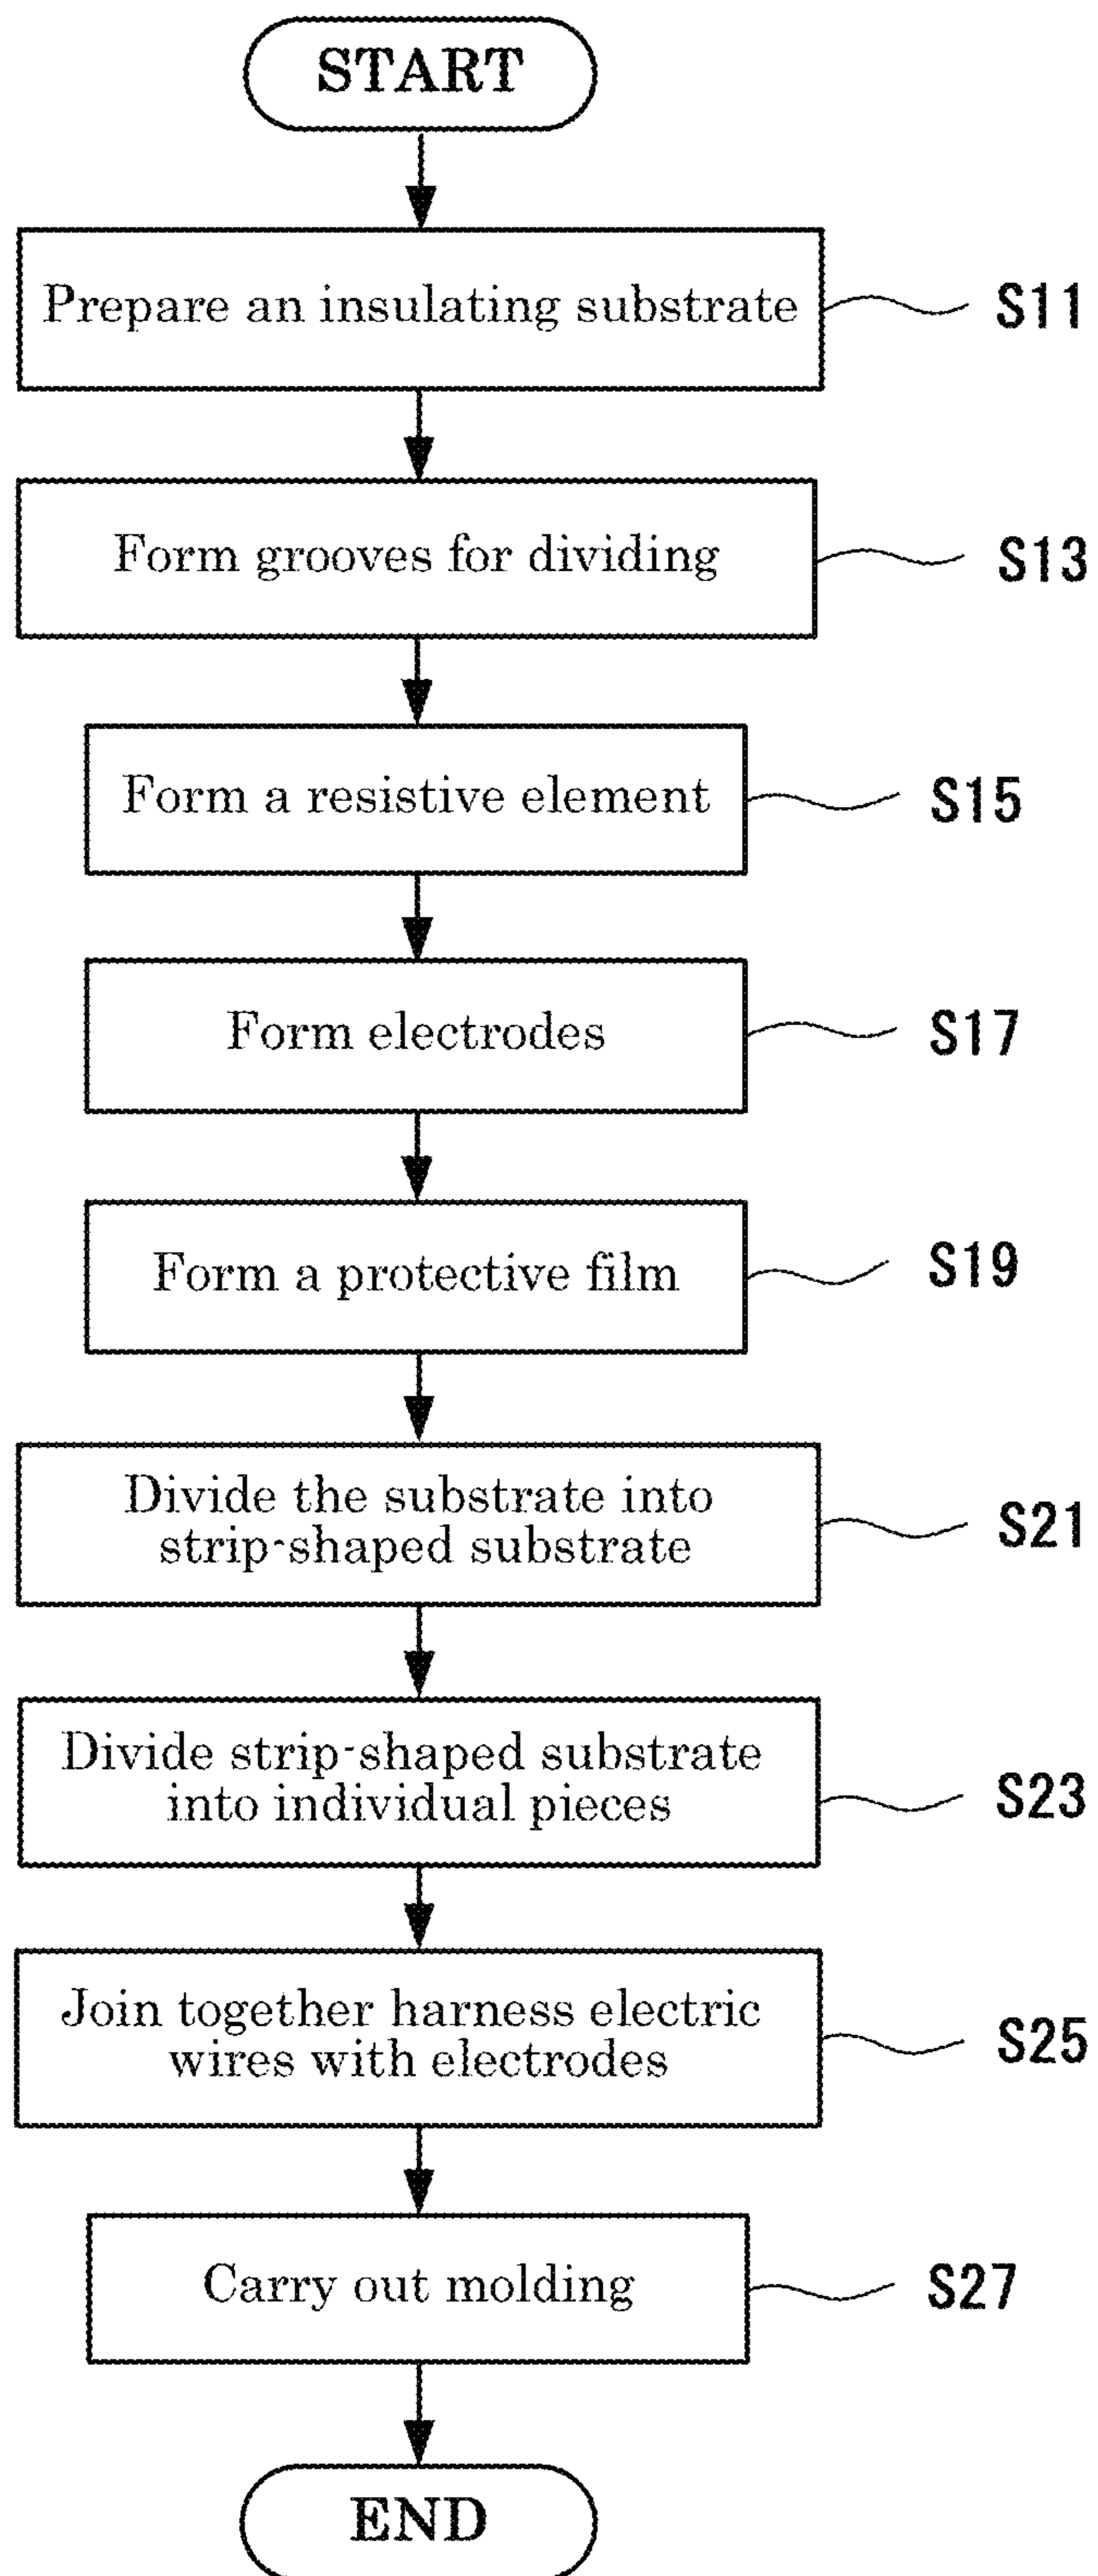 START
Prepare an insulating substrate
S11
Form grooves for dividing
S13
Form a resistive element
S15
Form electrodes
S17
Form a protective film
S19
Divide the substrate into
strip-shaped substrate
S21
Divide strip-shaped substrate
into individual pieces
S23
Join together harness electric
wires with electrodes
S25
Carry out molding
S27
END